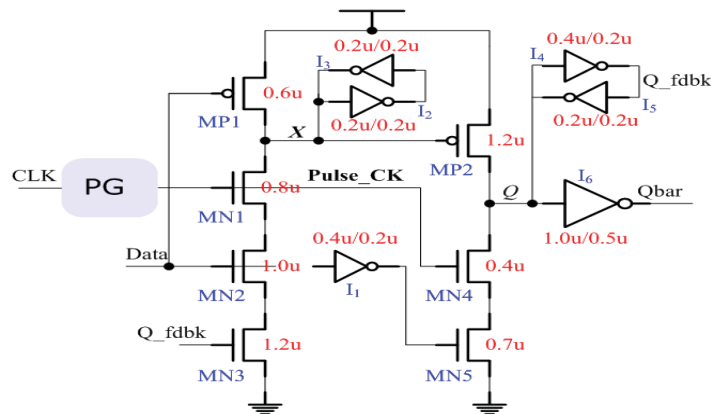 0.4u/0.2u
0.2u/0.2u
I4
I3
Q_fdbk
0.6u
I2
I5
MP1
0.2u/0.2u
0.2u/0.2u
X
1.2u
MP2
I6
CLK
PG
Pulse_CK
Q
Qbar
0.8u
MN1
0.4u/0.2u
1.0u/0.5u
Data
1.0u
0.4u
MN2
I1
MN4
Q_fdbk
1.2u
0.7u
MN3
MN5